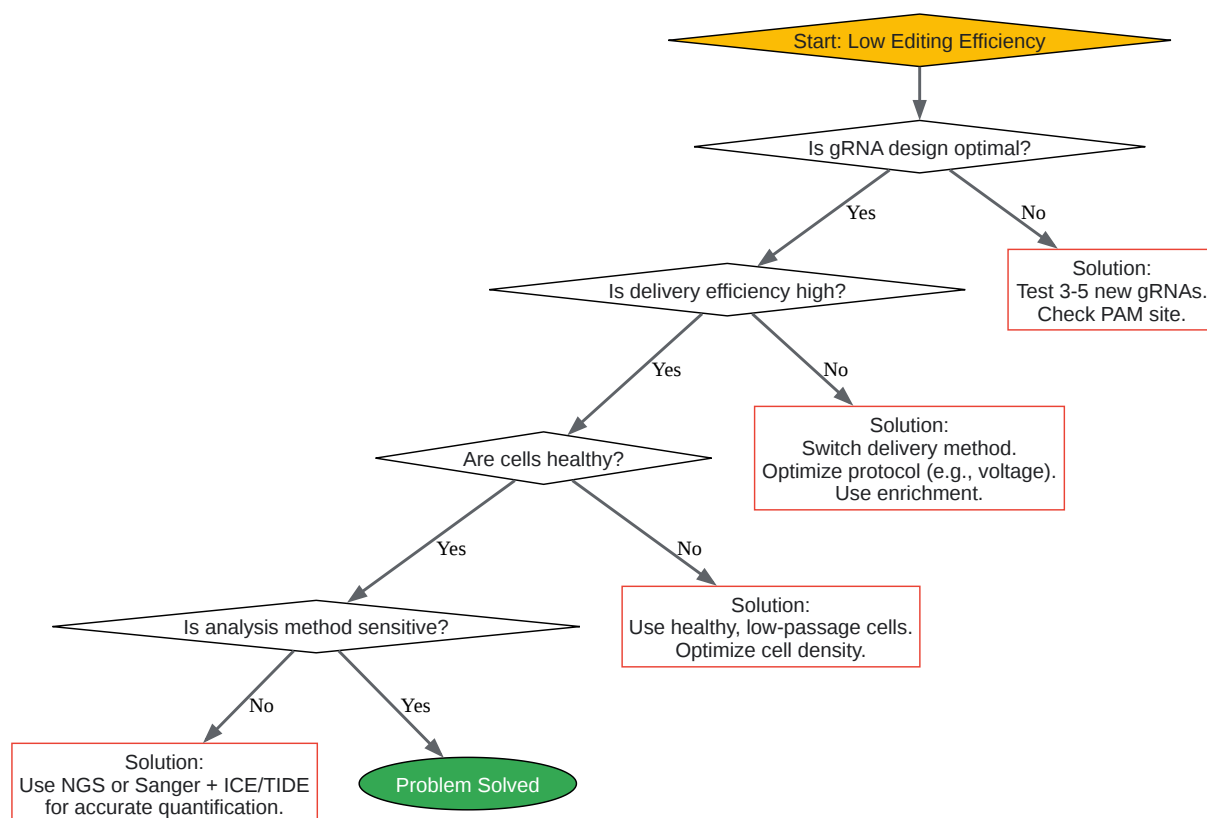 Start: Low Editing Efficiency
Is gRNA design optimal?
Yes
No
Solution:
Test 3-5 new gRNAs.
Check PAM site.
Is delivery efficiency high?
Yes
No
Solution:
Switch delivery method.
Optimize protocol (e.g., voltage).
Use enrichment.
Are cells healthy?
Yes
No
Solution:
Use healthy, low-passage cells.
Optimize cell density.
Is analysis method sensitive?
No
Yes
Solution:
Use NGS or Sanger + ICE/TIDE
for accurate quantification.
Problem Solved